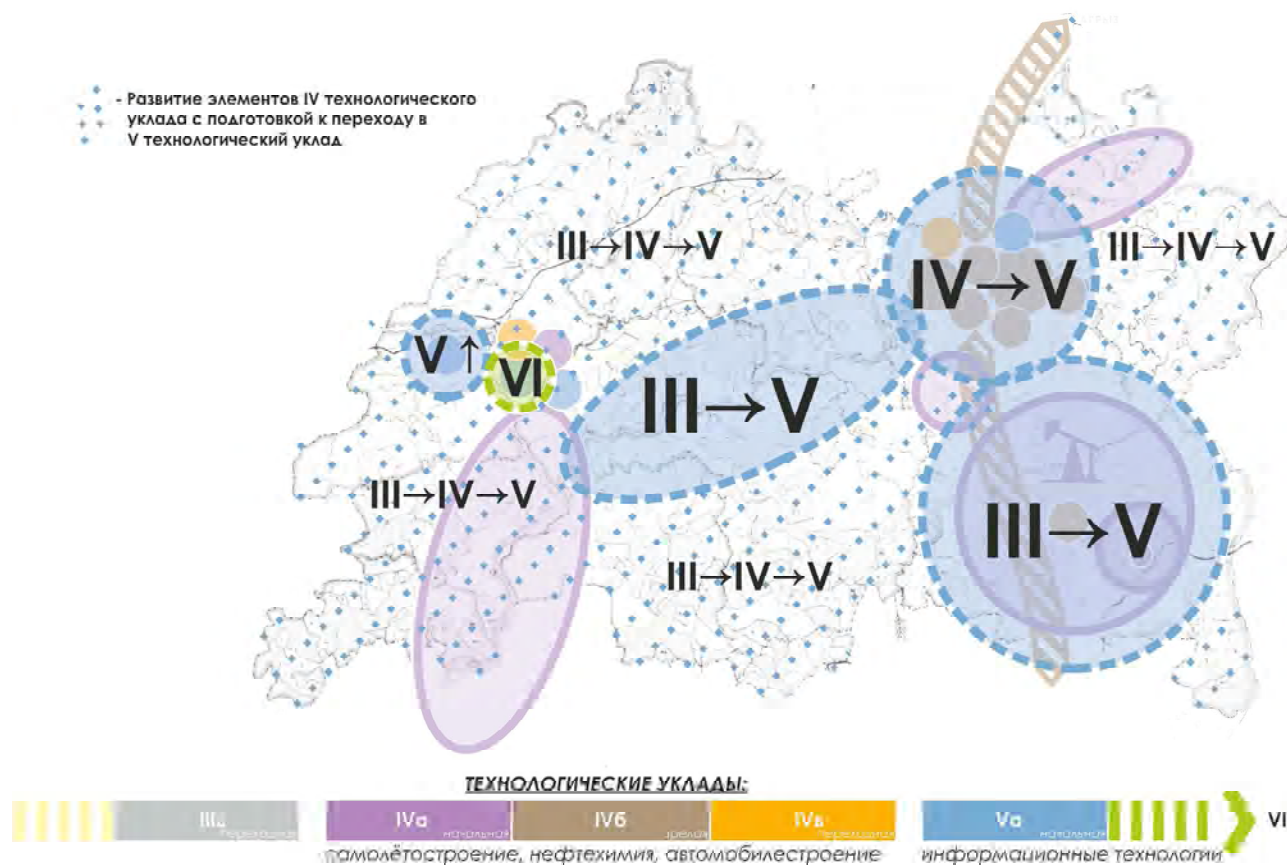 - Развитие элементов IV технологического
уклада с подготовкой к переходу в
V технологический уклад
III→IV→V
III→IV→V
IV→V
V ↑
VI
III→V
III→IV→V
III→V
III→IV→V
ТЕХНОЛОГИЧЕСКИЕ УКЛАДЫ:
переходная
IVа
начальная
IVб
зрелая
IVв
переходная
Vа
начальная
VI
самолётостроение, нефтехимия, автомобилестроение
информационные технологии